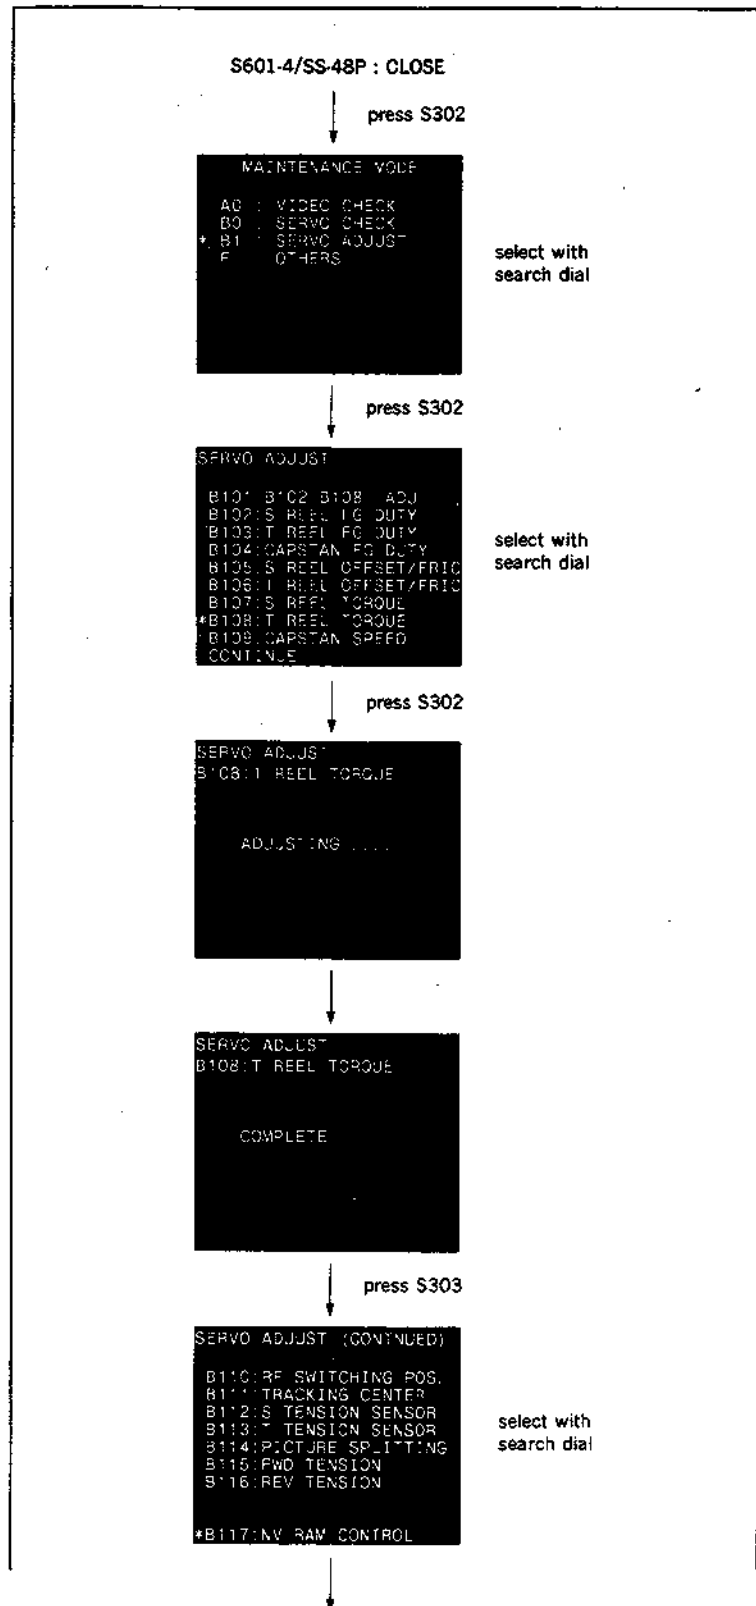 S601-4/SS-48P : CLOSE
press S302
MAINTENANCE MODE
A0 : VIDEO CHECK
B0 : SERVO CHECK
*B1 : SERVO ADJUST
F OTHERS
select with
search dial
press S302
SERVO ADJUST
B101 B102 B108 ADJ
B102:S REEL FG DUTY
B103:T REEL FG DUTY
B104:CAPSTAN FG DUTY
B105:S REEL OFFSET/FRIC
B106:T REEL OFFSET/FRIC
B107:S REEL TORQUE
*B108:T REEL TORQUE
B109:CAPSTAN SPEED
CONTINUE
select with
search dial
press S302
SERVO ADJUST
B108:T REEL TORQUE
ADJUSTING ....
SERVO ADJUST
B108:T REEL TORQUE
COMPLETE
press S303
SERVO ADJUST (CONTNUED)
B110:RF SWITCHING POS.
B111:TRACKING CENTER
B112:S TENSION SENSOR
B113:T TENSION SENSOR
B114:PICTURE SPLITTING
B115:FWD TENSION
B116:REV TENSION
*B117:NV RAM CONTROL
select with
search dial